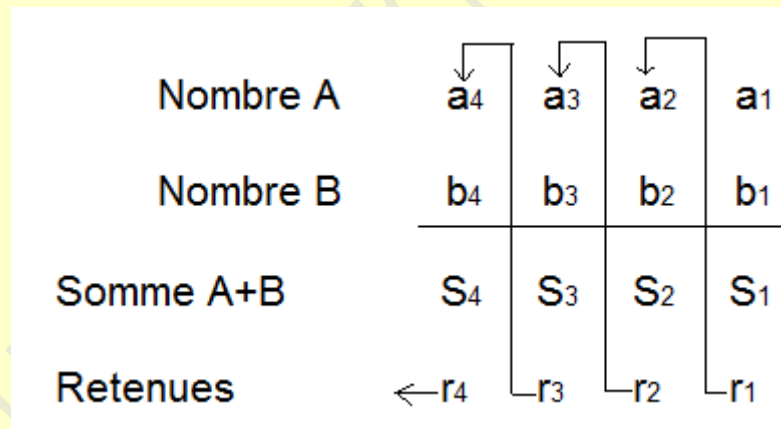 Nombre A a4 a3 a2 a1
Nombre B b4 b3 b2 b1
Somme A+B S4 S3 S2 S1
Retenues r4 r3 r2 r1